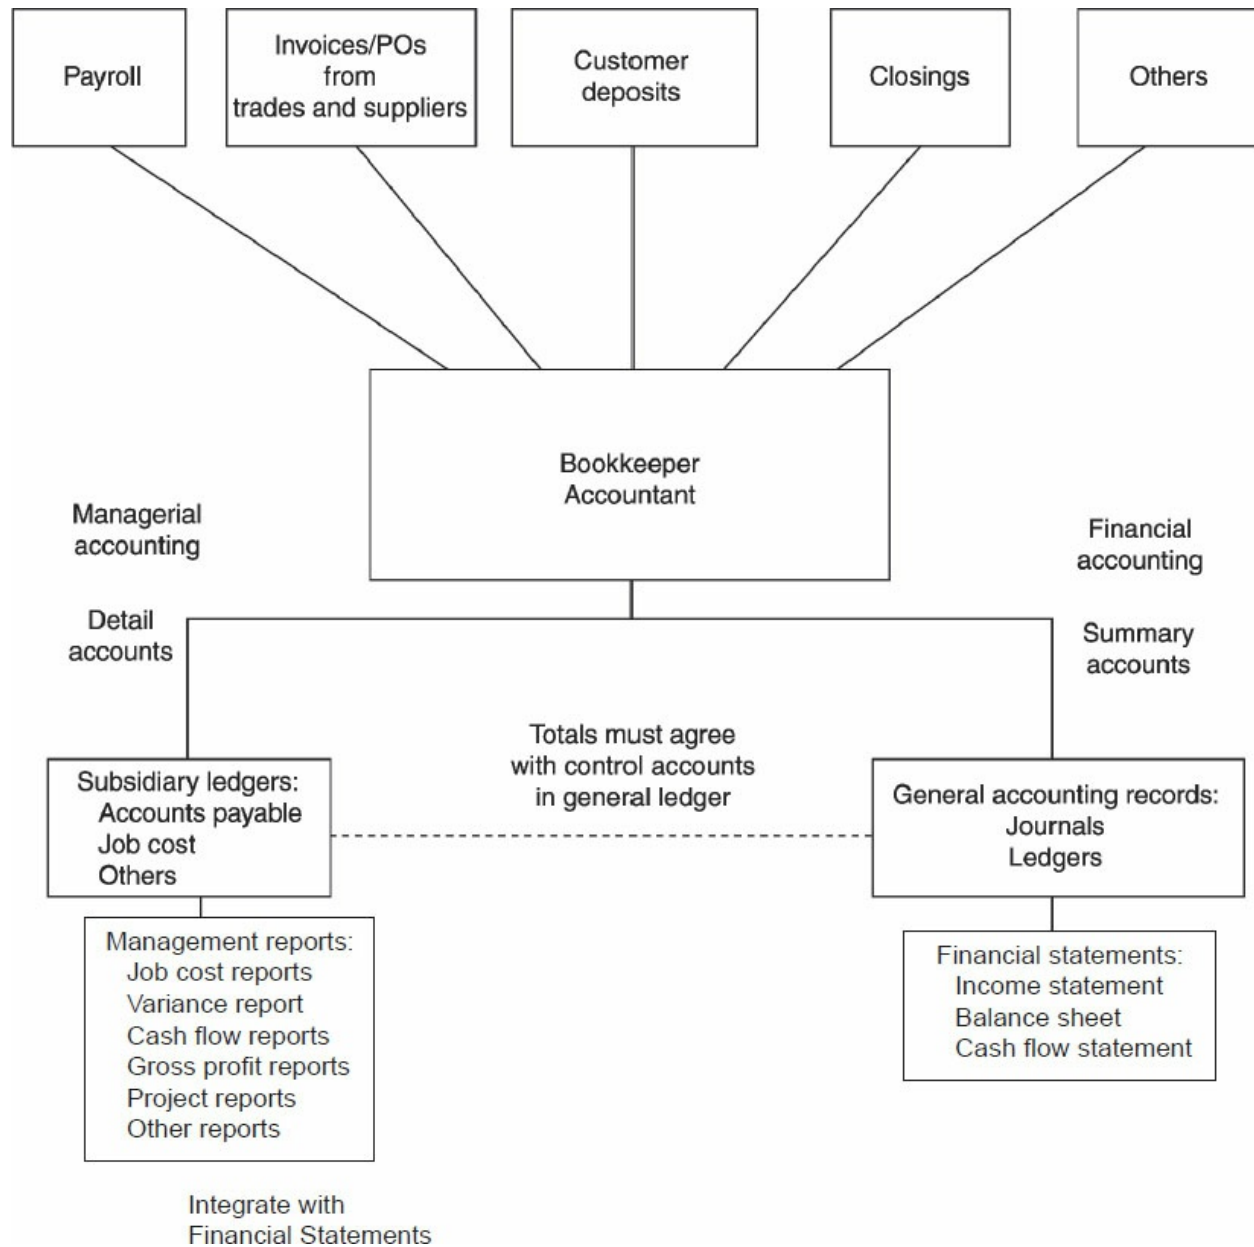 Payroll
Invoices/POs
from
trades and suppliers
Customer
deposits
Closings
Others
Bookkeeper
Accountant
Managerial
accounting
Financial
accounting
Detail
accounts
Summary
accounts
Totals must agree
with control accounts
in general ledger
Subsidiary ledgers:
Accounts payable
Job cost
Others
General accounting records:
Journals
Ledgers
Management reports:
Job cost reports
Variance report
Cash flow reports
Gross profit reports
Project reports
Other reports
Financial statements:
Income statement
Balance sheet
Cash flow statement
Integrate with
Financial Statements